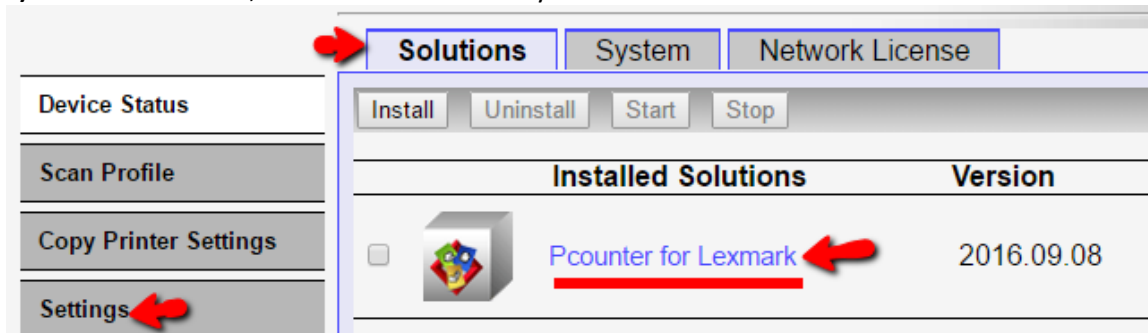 Solutions System Network License
Device Status
Install Uninstall Start Stop
Scan Profile
Installed Solutions Version
Copy Printer Settings
Pcounter for Lexmark 2016.09.08
Settings